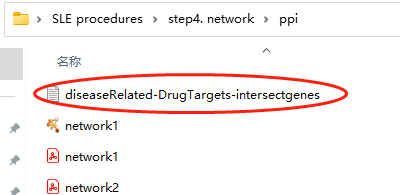 SLE procedures > step4. network > ppi
名称
diseaseRelated-DrugTargets-intersectgenes
network1
network1
network2